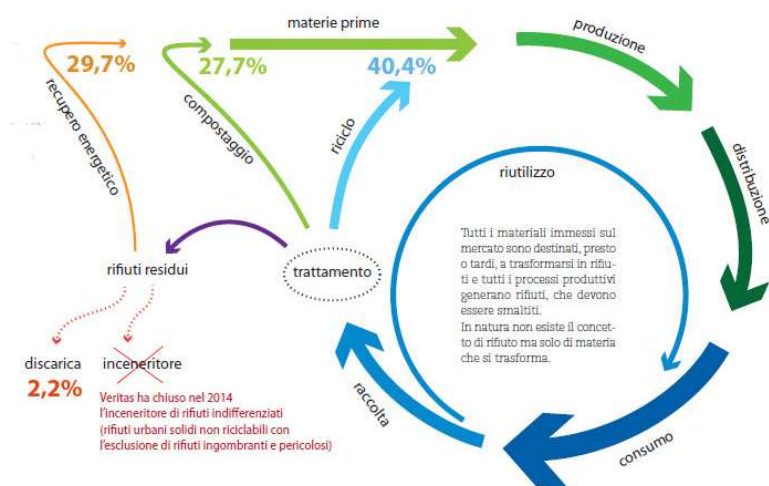 materie prime
produzione
29,7%
27,7%
40,4%
recupero energetico
compostaggio
riciclo
distribuzione
riutilizzo
Tutti i materiali immessi sul
mercato sono destinati, presto
o tardi, a trasformarsi in rifiu-
ti e tutti i processi produttivi
generano rifiuti, che devono
essere smaltiti.
In natura non esiste il concet-
to di rifiuto ma solo di materia
che si trasforma.
rifiuti residui
trattamento
discarica
inceneritore
2,2%
Veritas ha chiuso nel 2014
l'inceneritore di rifiuti indifferenziati
(rifiuti urbani solidi non riciclabili con
l'esclusione di rifiuti ingombranti e pericolosi)
raccolta
consumo